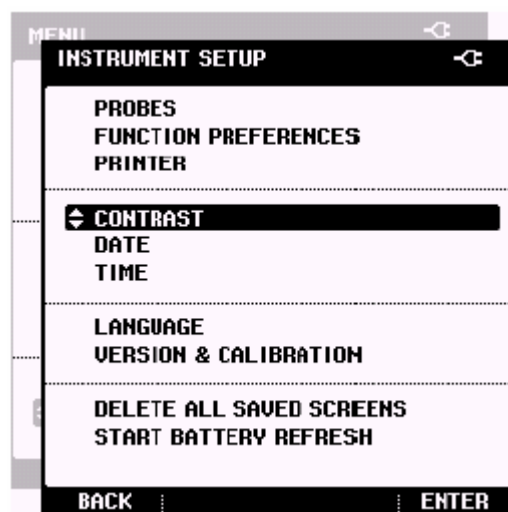 MENU
INSTRUMENT SETUP
PROBES
FUNCTION PREFERENCES
PRINTER
CONTRAST
DATE
TIME
LANGUAGE
VERSION & CALIBRATION
DELETE ALL SAVED SCREENS
START BATTERY REFRESH
BACK ENTER